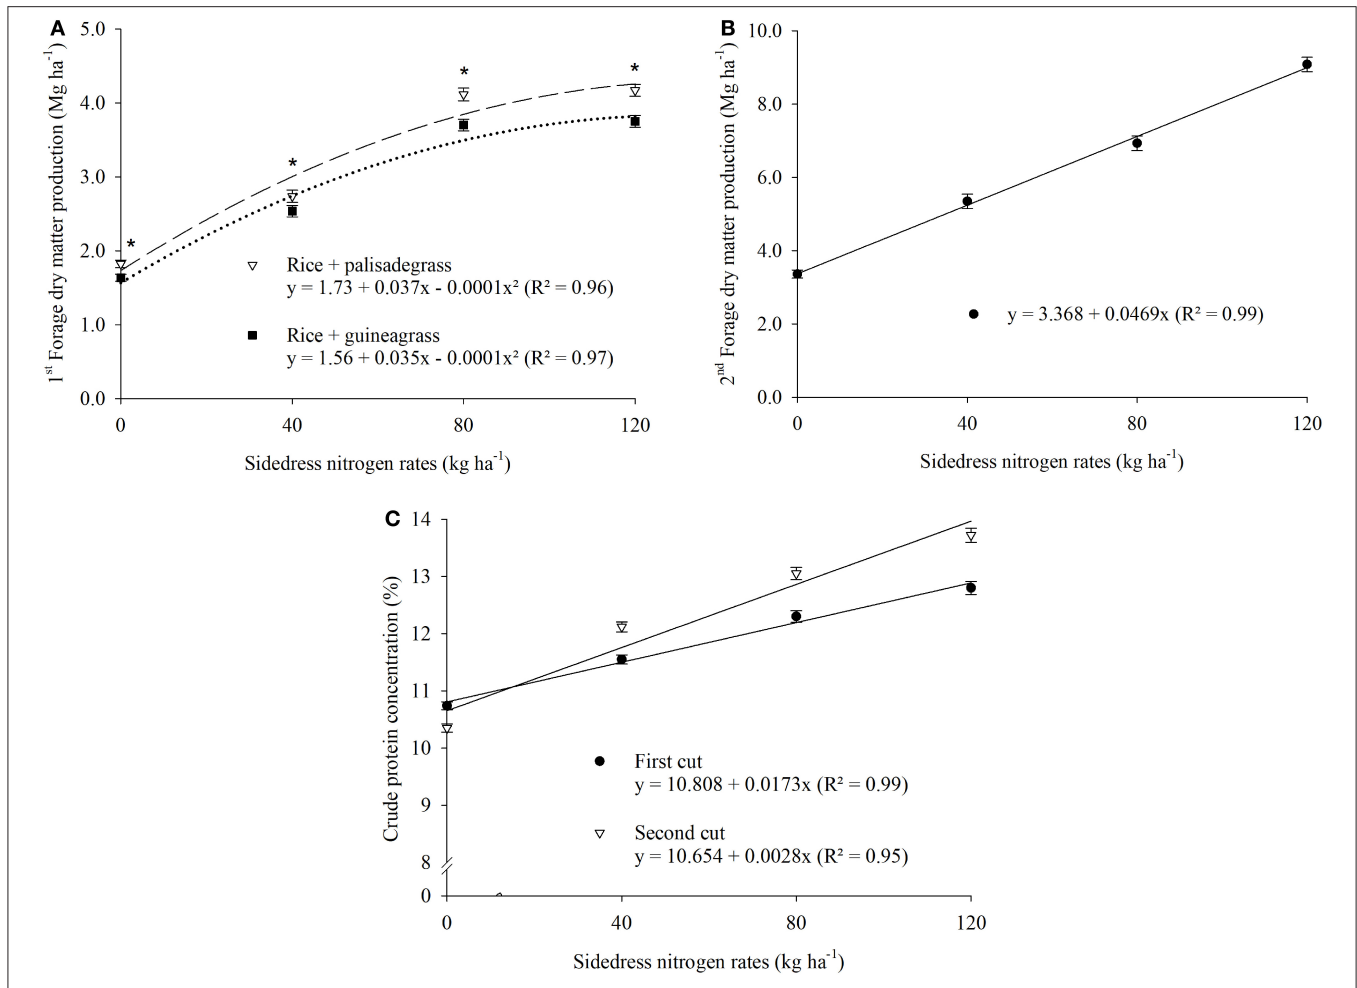 A
5.0
4.0
3.0
2.0
1.0
0.0
1st Forage dry matter production (Mg ha-1)
*
*
*
*
Rice + palisadegrass
y = 1.73 + 0.037x - 0.0001x² (R² = 0.96)
Rice + guineagrass
y = 1.56 + 0.035x - 0.0001x² (R² = 0.97)
0 40 80 120
Sidedress nitrogen rates (kg ha-1)
B
10.0
8.0
6.0
4.0
2.0
0.0
2nd Forage dry matter production (Mg ha-1)
y = 3.368 + 0.0469x (R² = 0.99)
0 40 80 120
Sidedress nitrogen rates (kg ha-1)
C
14
13
12
11
10
9
8
0
Crude protein concentration (%)
First cut
y = 10.808 + 0.0173x (R² = 0.99)
Second cut
y = 10.654 + 0.0028x (R² = 0.95)
0 40 80 120
Sidedress nitrogen rates (kg ha-1)